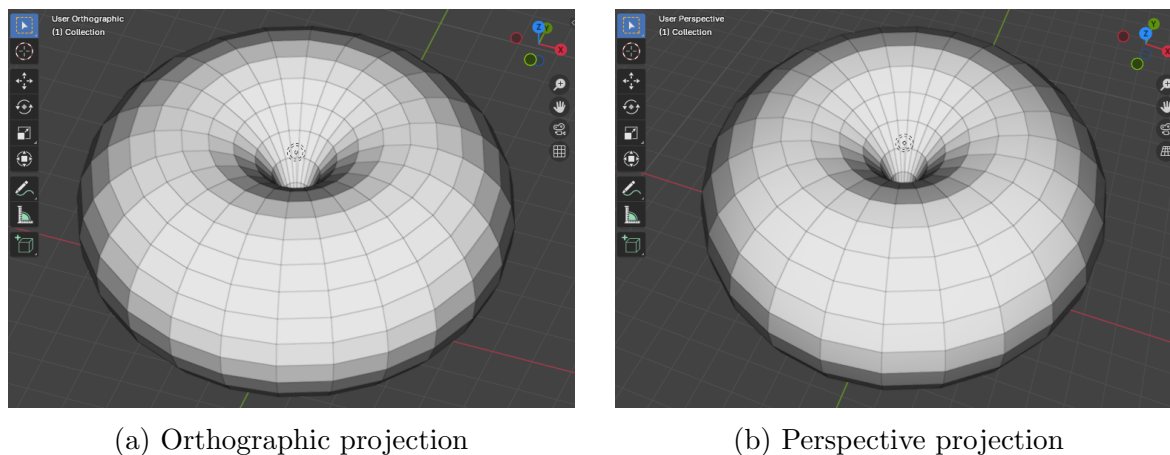 User Orthographic
(1) Collection
Z
Y
X
User Perspective
(1) Collection
Z
Y
X
(a) Orthographic projection
(b) Perspective projection